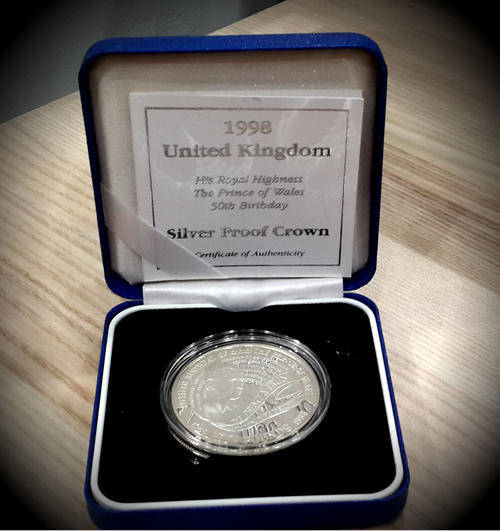 1998
United Kingdom
His Royal Highness
The Prince of Wales
50th Birthday
Silver Proof Crown
Certificate of Authenticity